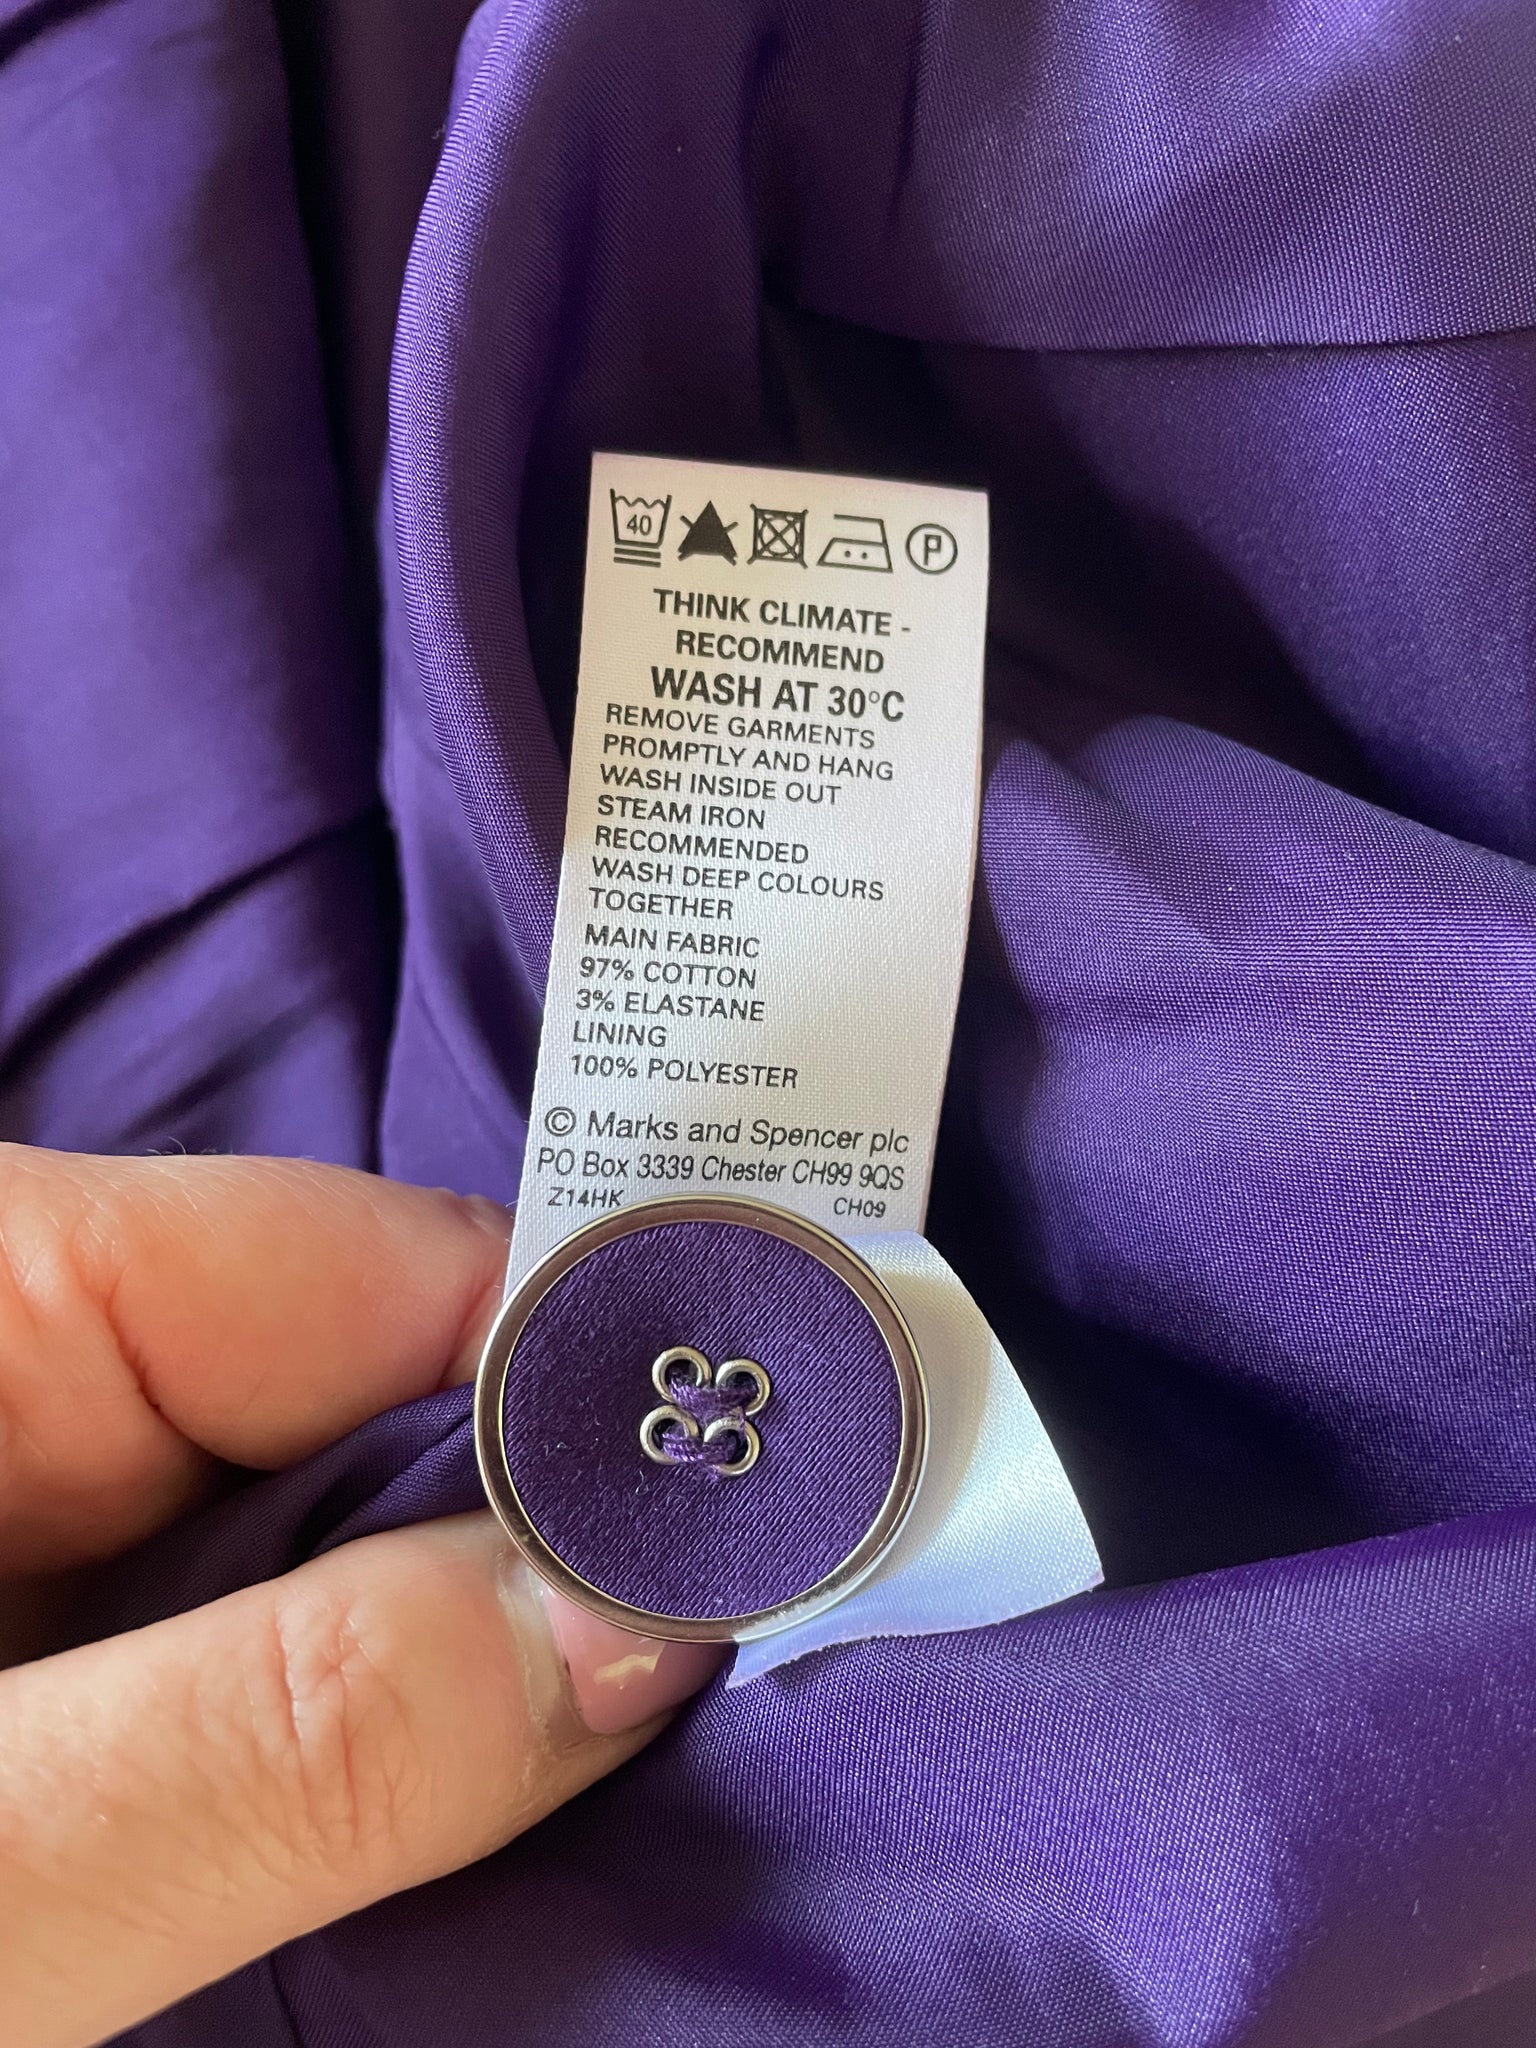 40 P
THINK CLIMATE -
RECOMMEND
WASH AT 30°C
REMOVE GARMENTS
PROMPTLY AND HANG
WASH INSIDE OUT
STEAM IRON
RECOMMENDED
WASH DEEP COLOURS
TOGETHER
MAIN FABRIC
97% COTTON
3% ELASTANE
LINING
100% POLYESTER
© Marks and Spencer plc
PO Box 3339 Chester CH99 9QS
Z14HK CH09